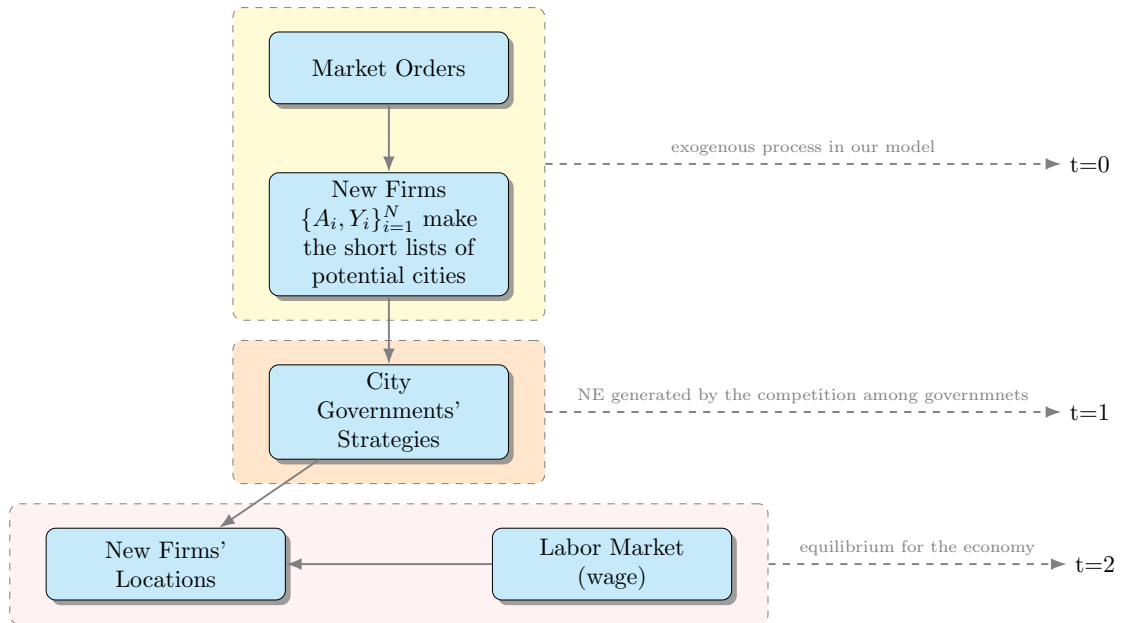 Market Orders
exogenous process in our model
t=0
New Firms
$\{A_i, Y_i\}_{i=1}^N$ make
the short lists of
potential cities
City
Governments'
Strategies
NE generated by the competition among governmnets
t=1
New Firms'
Locations
Labor Market
(wage)
equilibrium for the economy
t=2